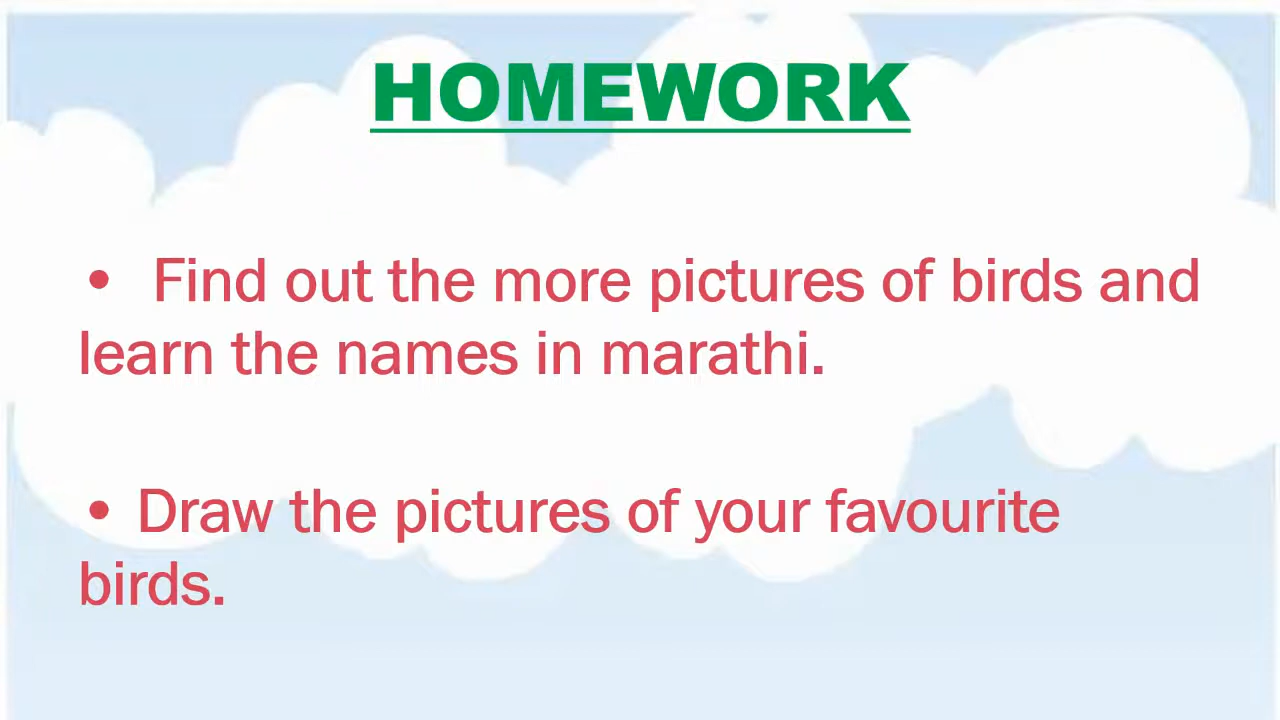 HOMEWORK
• Find out the more pictures of birds and
learn the names in marathi.
• Draw the pictures of your favourite
birds.